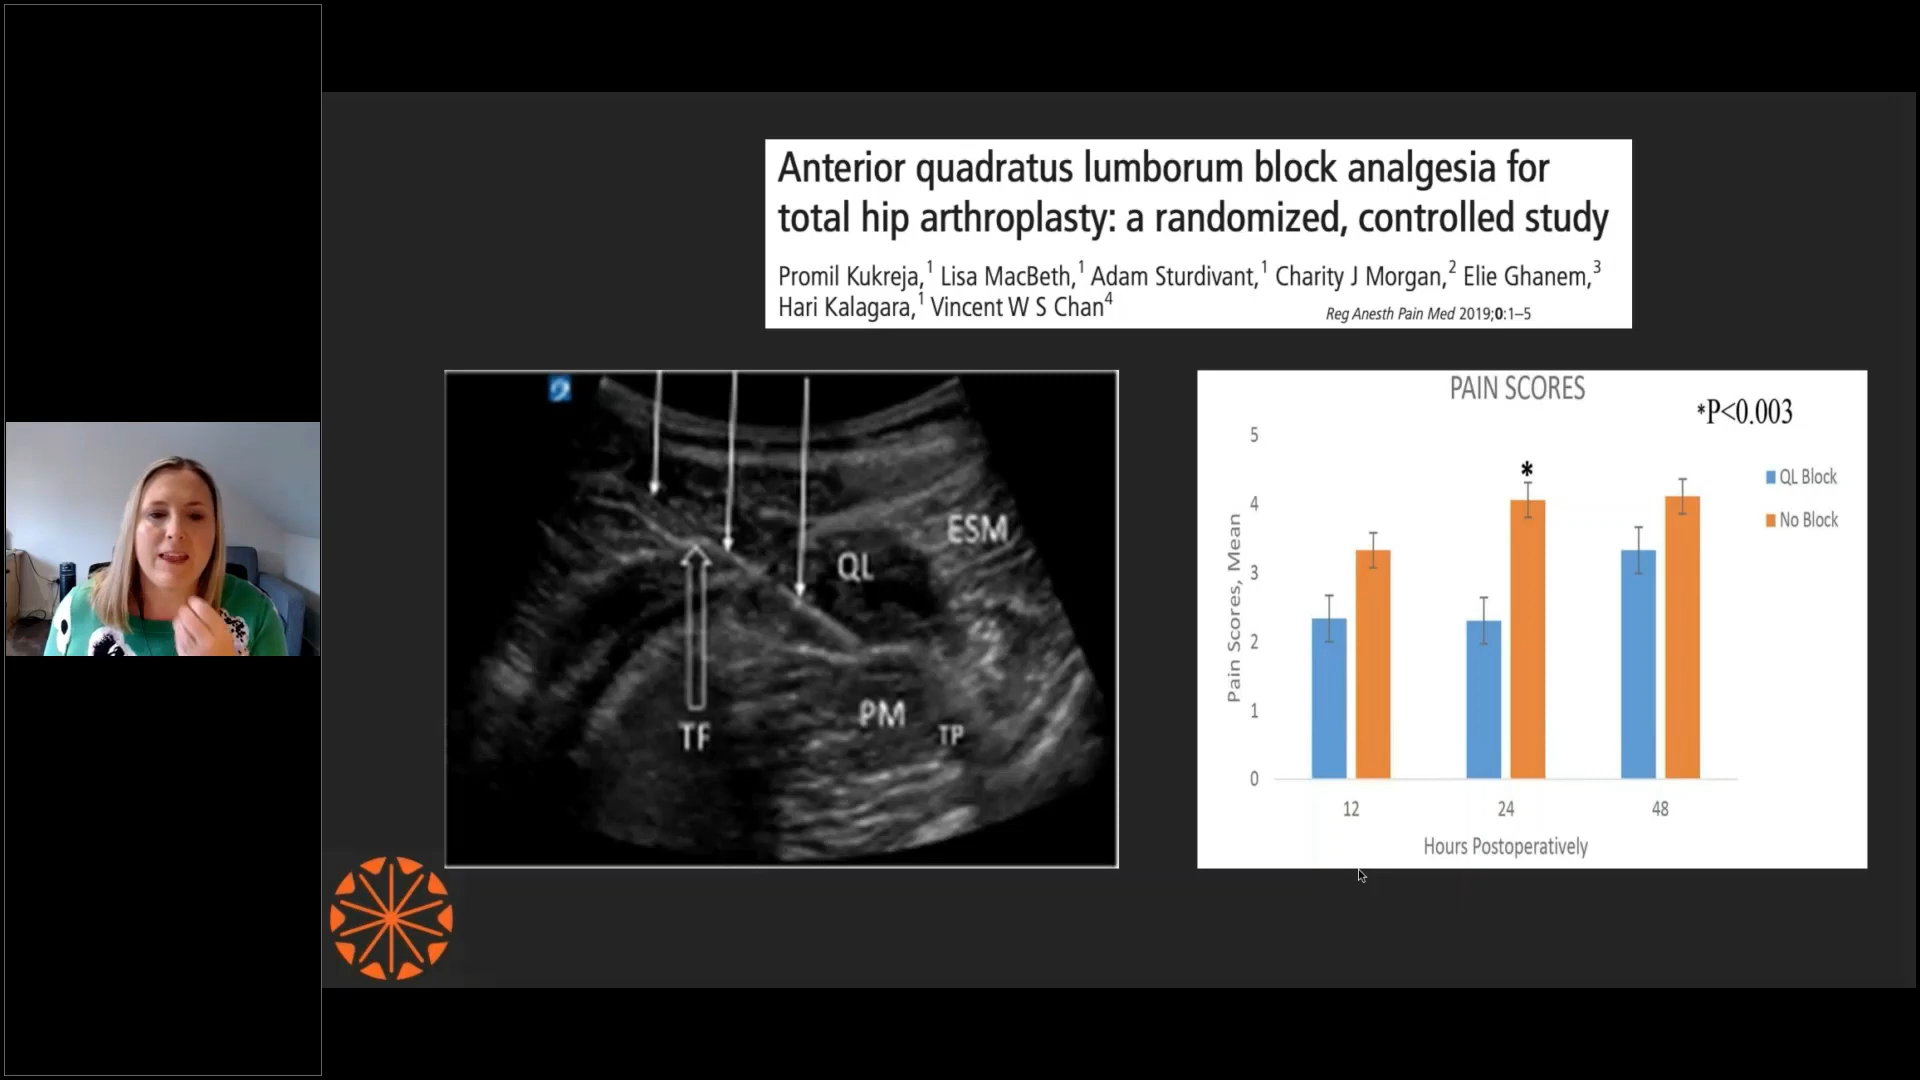 Anterior quadratus lumborum block analgesia for
total hip arthroplasty: a randomized, controlled study
Promil Kukreja,1 Lisa MacBeth,1 Adam Sturdivant,1 Charity J Morgan,2 Elie Ghanem,3
Hari Kalagara,1 Vincent W S Chan4
Reg Anesth Pain Med 2019;0:1–5
ESM
QL
PM
TF
TP
PAIN SCORES
*P<0.003
5
4
3
2
1
0
Pain Scores, Mean
*
QL Block
No Block
12 24 48
Hours Postoperatively